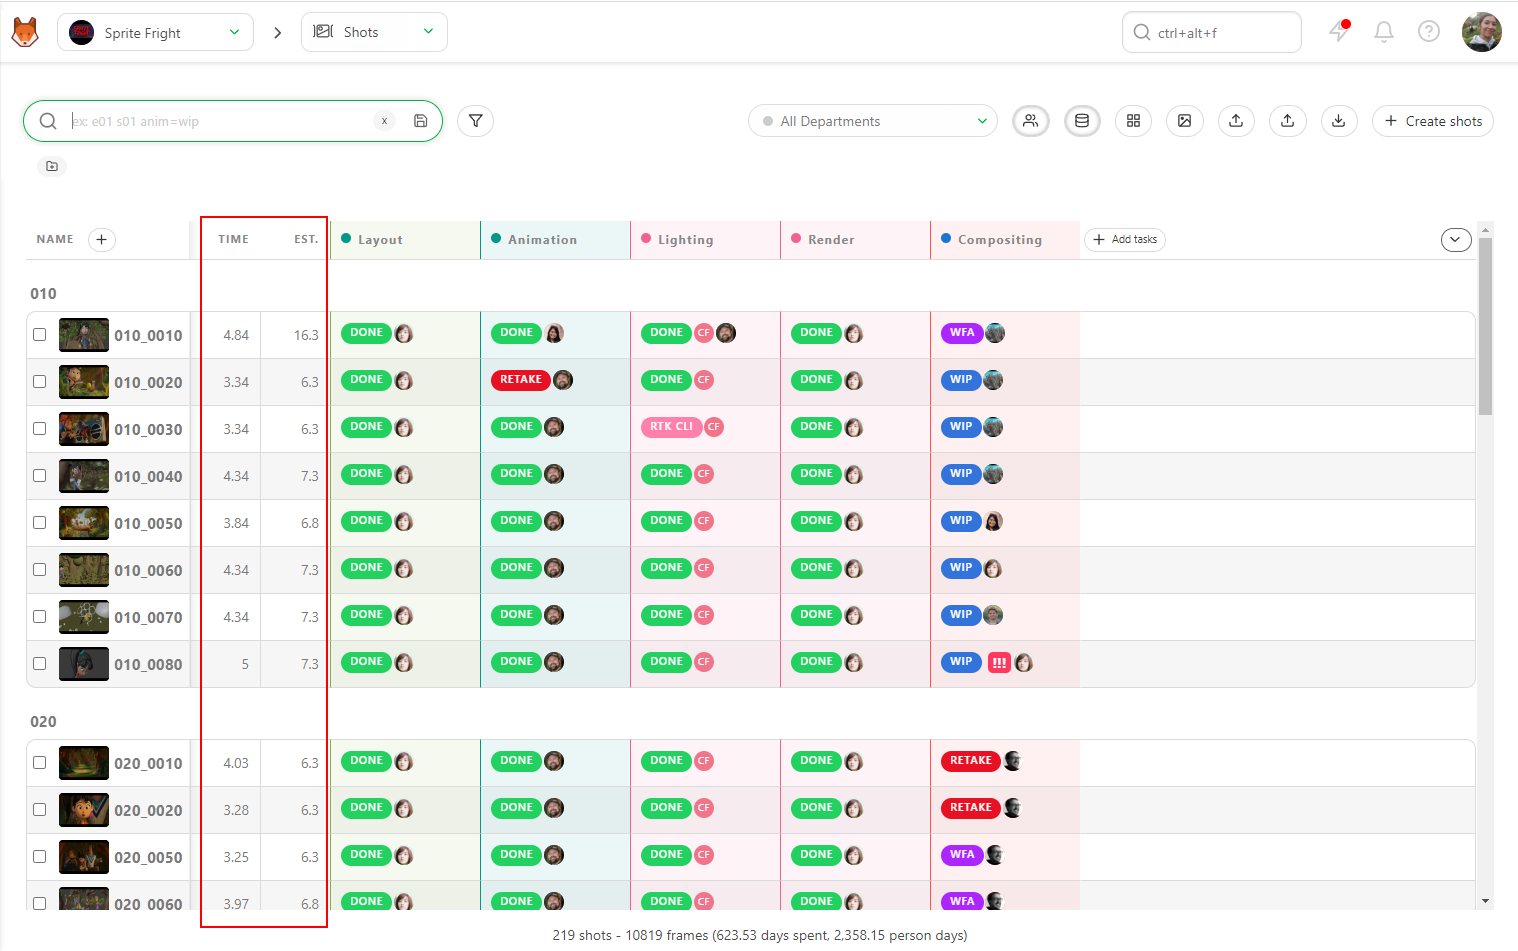 Sprite Fright > Shots ctrl+alt+f
ex: e01 s01 anim=wip x All Departments + Create shots
NAME + TIME EST. Layout Animation Lighting Render Compositing + Add tasks
010
010_0010 4.84 16.3 DONE DONE DONE CF DONE WFA
010_0020 3.34 6.3 DONE RETAKE DONE CF DONE WIP
010_0030 3.34 6.3 DONE DONE RTK CLI CF DONE WIP
010_0040 4.34 7.3 DONE DONE DONE CF DONE WIP
010_0050 3.84 6.8 DONE DONE DONE CF DONE WIP
010_0060 4.34 7.3 DONE DONE DONE CF DONE WIP
010_0070 4.34 7.3 DONE DONE DONE CF DONE WIP
010_0080 5 7.3 DONE DONE DONE CF DONE WIP !!!
020
020_0010 4.03 6.3 DONE DONE DONE CF DONE RETAKE
020_0020 3.28 6.3 DONE DONE DONE CF DONE RETAKE
020_0050 3.25 6.3 DONE DONE DONE CF DONE WFA
020_0060 3.97 6.8 DONE DONE DONE CF DONE WFA
219 shots - 10819 frames (623.53 days spent, 2,358.15 person days)